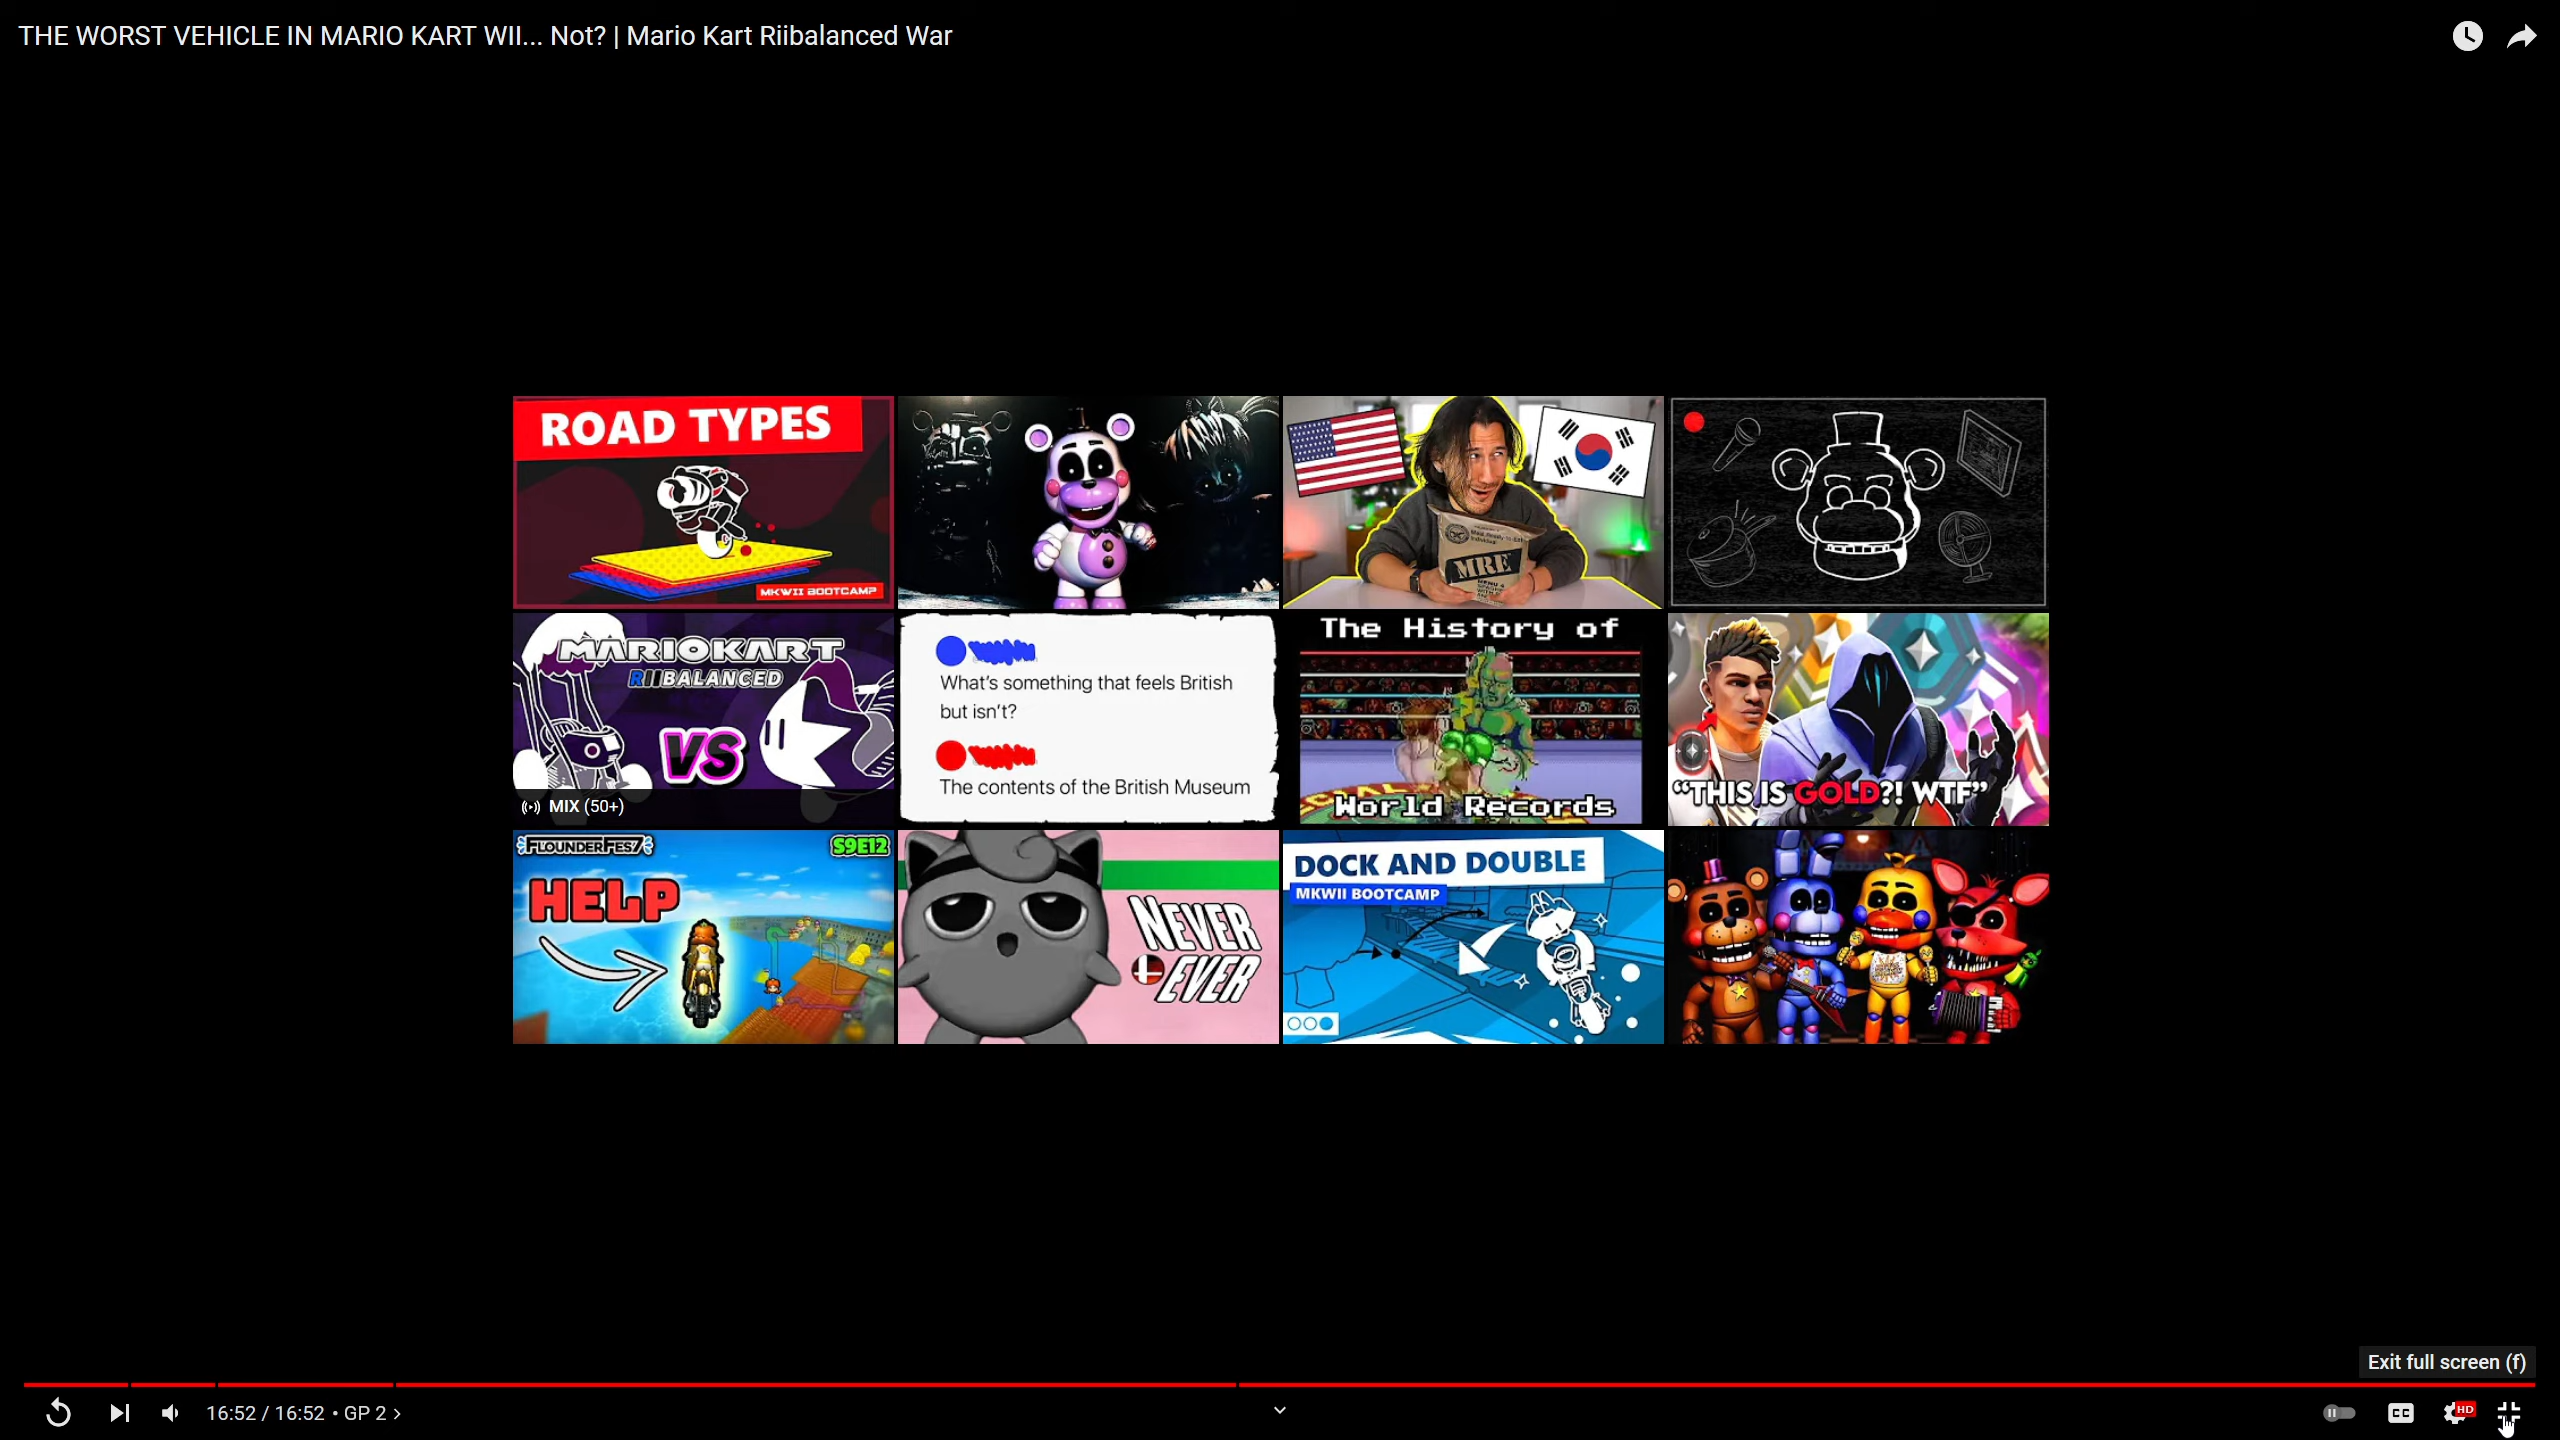 THE WORST VEHICLE IN MARIO KART WII... Not? | Mario Kart Riibalanced War
ROAD TYPES
MKWII BOOTCAMP
MRE
MARIOKART
RIIBALANCED
VS
MIX (50+)
What's something that feels British
but isn't?
The contents of the British Museum
The History of
World Records
"THIS IS GOLD?! WTF"
FLOUNDERFES7
S9E12
HELP
NEVER
EVER
DOCK AND DOUBLE
MKWII BOOTCAMP
Exit full screen (f)
16:52 / 16:52 • GP 2 ›
CC
HD